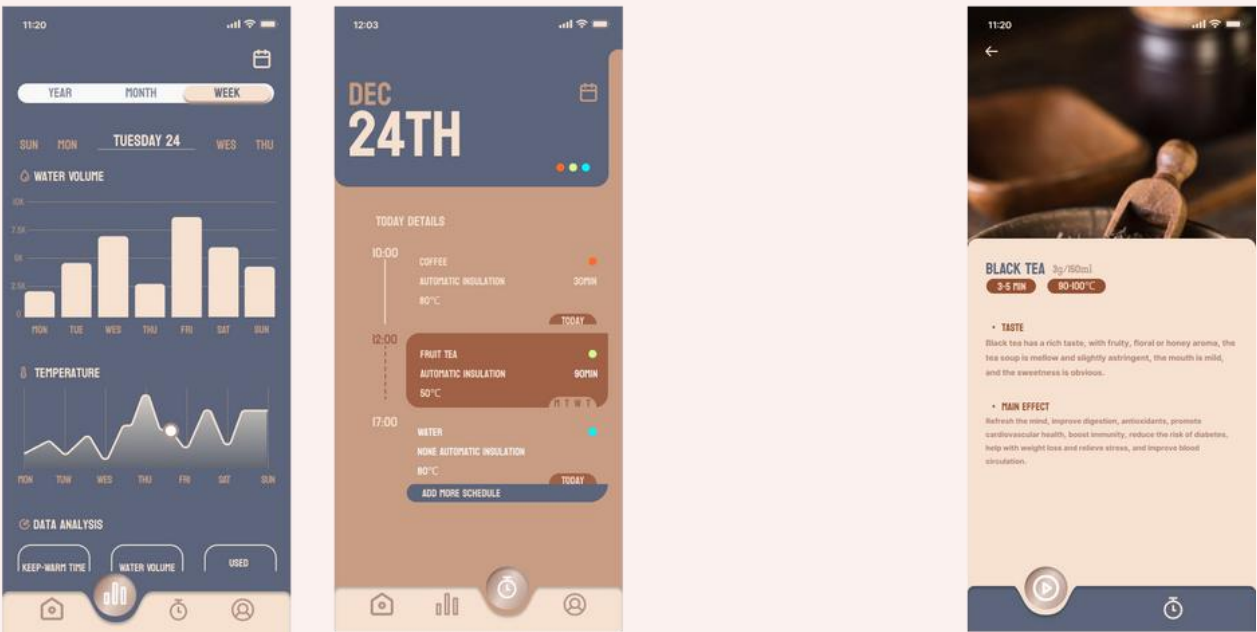 11:20
YEAR MONTH WEEK
SUN MON TUESDAY 24 WED THU
WATER VOLUME
10K
7.5K
5K
2.5K
0
MON TUE WES THU FRI SAT SUN
TEMPERATURE
MON TUW WES THU FRI SAT SUN
DATA ANALYSIS
KEEP-WARM TIME WATER VOLUME USED
12:03
DEC
24TH
TODAY DETAILS
10:00
COFFEE
AUTOMATIC INSULATION 30MIN
80°C
TODAY
12:00
FRUIT TEA
AUTOMATIC INSULATION 90MIN
50°C
M T W T
17:00
WATER
NONE AUTOMATIC INSULATION
80°C
TODAY
ADD MORE SCHEDULE
11:20
BLACK TEA 3g/150ml
3-5 MIN 90-100°C
• TASTE
Black tea has a rich taste, with fruity, floral or honey aroma, the
tea soup is mellow and slightly astringent, the mouth is mild,
and the sweetness is obvious.
• MAIN EFFECT
Refresh the mind, improve digestion, antioxidants, promote
cardiovascular health, boost immunity, reduce the risk of diabetes,
help with weight loss and relieve stress, and improve blood
circulation.